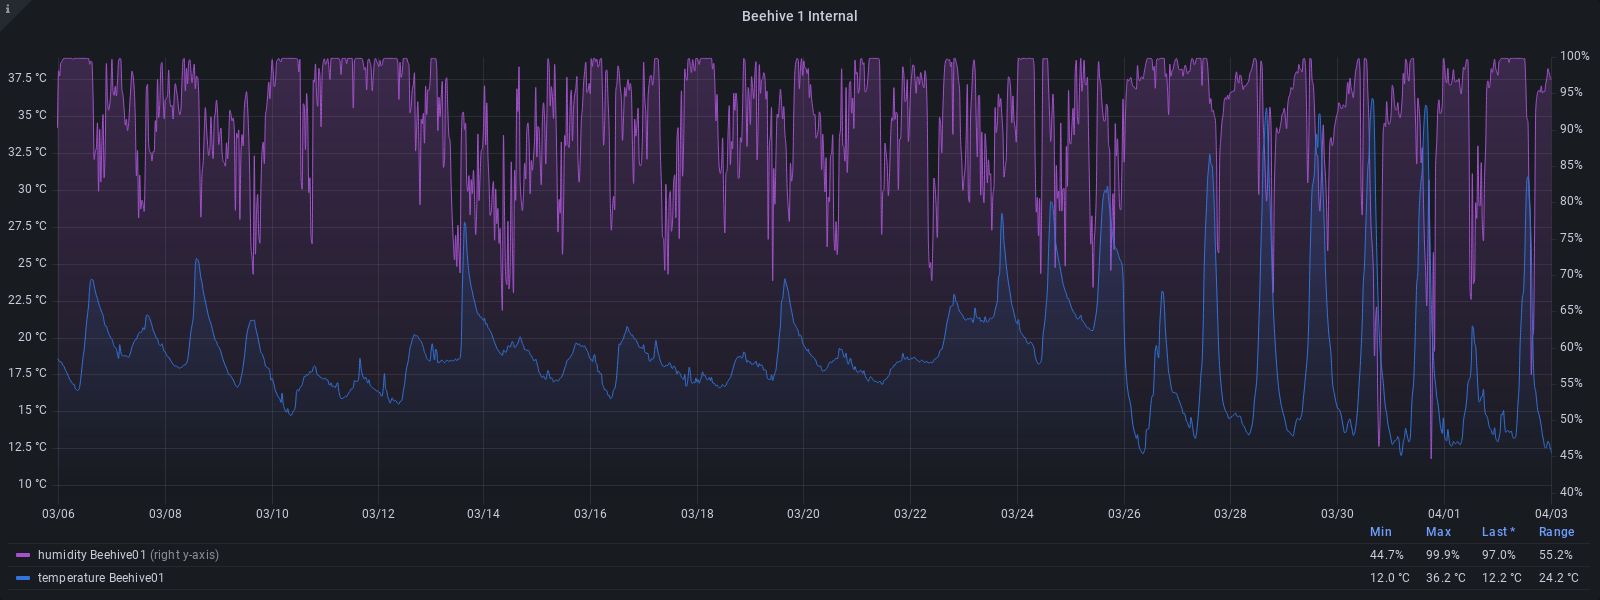 i
Beehive 1 Internal
37.5 °C
35 °C
32.5 °C
30 °C
27.5 °C
25 °C
22.5 °C
20 °C
17.5 °C
15 °C
12.5 °C
10 °C
100%
95%
90%
85%
80%
75%
70%
65%
60%
55%
50%
45%
40%
03/06 03/08 03/10 03/12 03/14 03/16 03/18 03/20 03/22 03/24 03/26 03/28 03/30 04/01 04/03
Min Max Last * Range
humidity Beehive01 (right y-axis) 44.7% 99.9% 97.0% 55.2%
temperature Beehive01 12.0 °C 36.2 °C 12.2 °C 24.2 °C